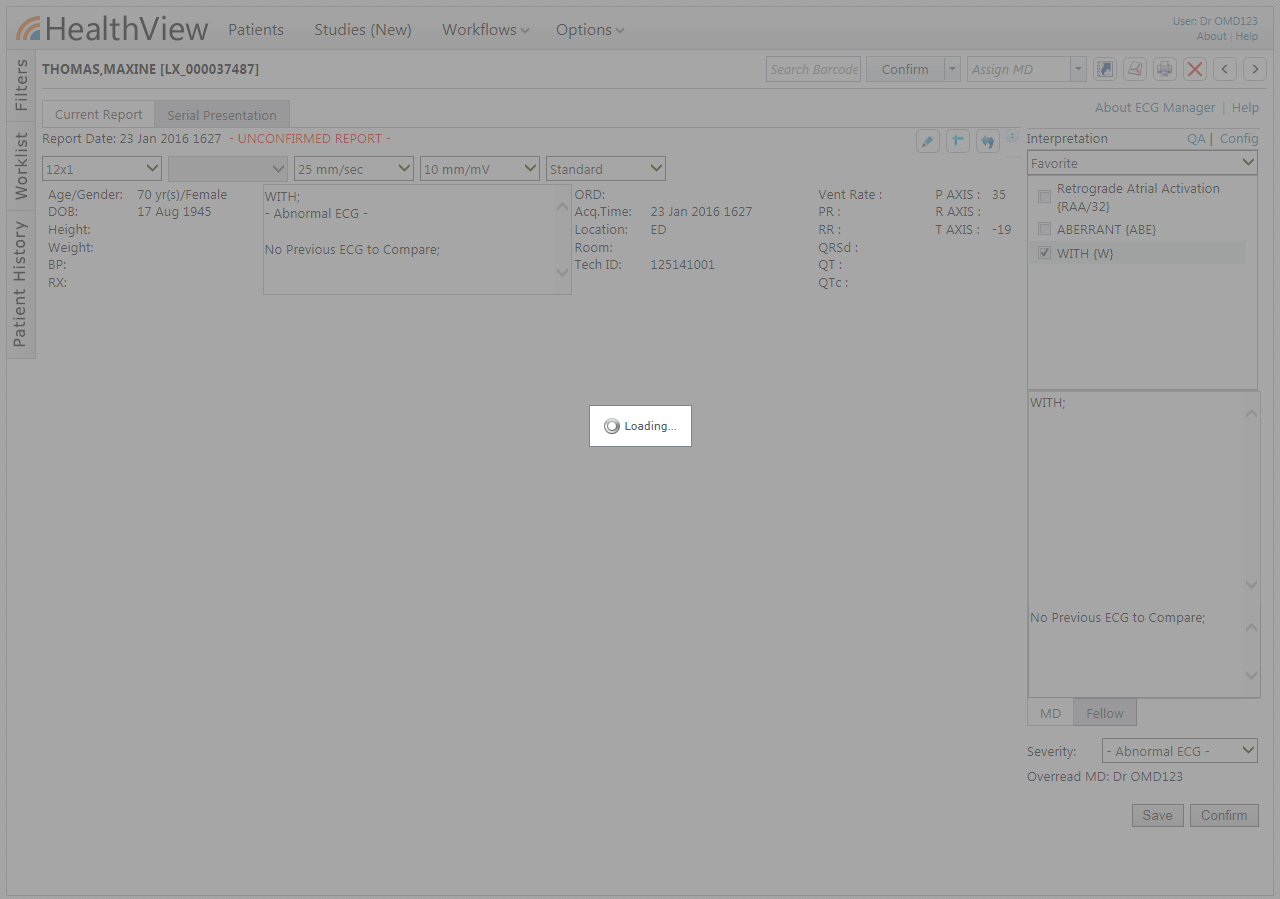 HealthView Patients Studies (New) Workflows Options
User: Dr OMD123
About | Help
THOMAS,MAXINE [LX_000037487] Search Barcode Confirm Assign MD
Filters
Worklist
Patient History
Current Report Serial Presentation About ECG Manager | Help
Report Date: 23 Jan 2016 1627 - UNCONFIRMED REPORT - Interpretation QA | Config
12x1 25 mm/sec 10 mm/mV Standard Favorite
Age/Gender: 70 yr(s)/Female
DOB: 17 Aug 1945
Height:
Weight:
BP:
RX:
WITH;
- Abnormal ECG -
No Previous ECG to Compare;
ORD:
Acq.Time: 23 Jan 2016 1627
Location: ED
Room:
Tech ID: 125141001
Vent Rate :
PR :
RR :
QRSd :
QT :
QTc :
P AXIS : 35
R AXIS :
T AXIS : -19
Retrograde Atrial Activation
{RAA/32}
ABERRANT {ABE}
WITH {W}
Loading...
WITH;
No Previous ECG to Compare;
MD Fellow
Severity: - Abnormal ECG -
Overread MD: Dr OMD123
Save Confirm